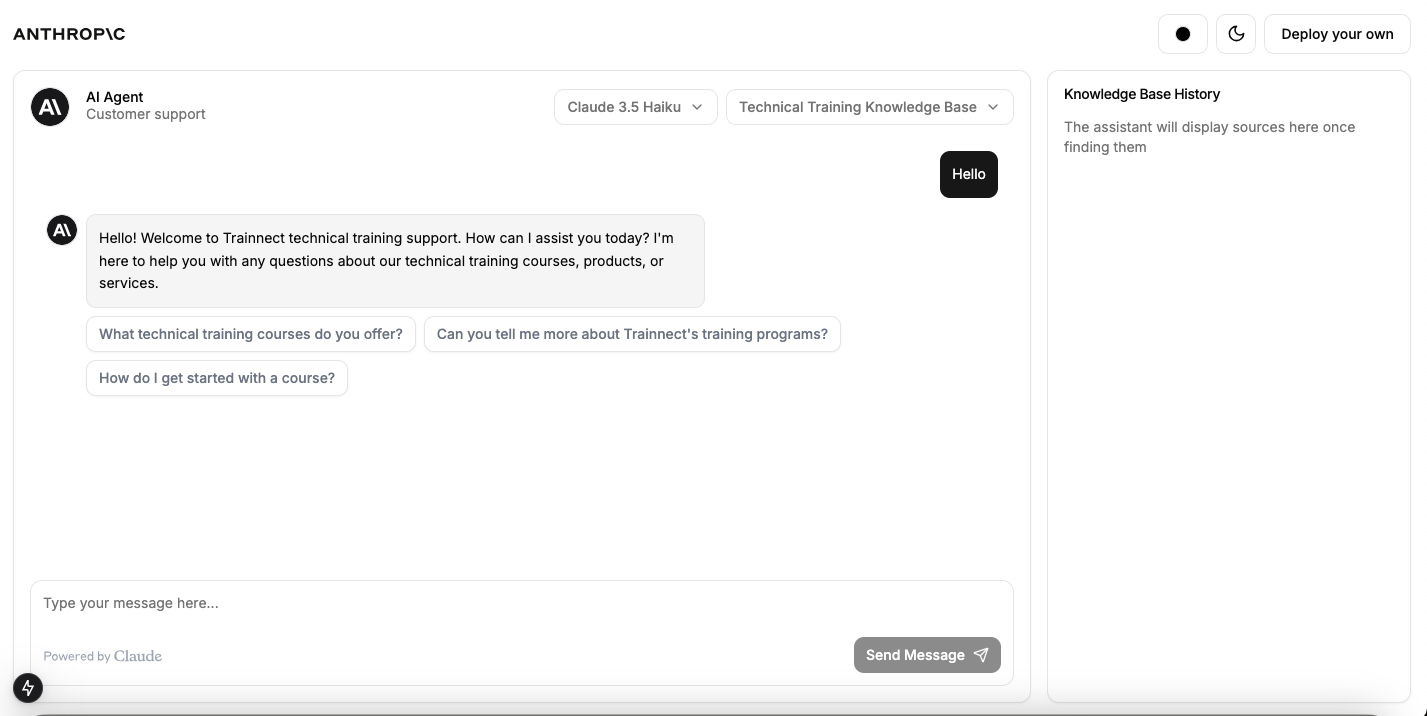 ANTHROP\C
Deploy your own
AI Agent
Customer support
Claude 3.5 Haiku
Technical Training Knowledge Base
Hello
Hello! Welcome to Trainnect technical training support. How can I assist you today? I'm
here to help you with any questions about our technical training courses, products, or
services.
What technical training courses do you offer?
Can you tell me more about Trainnect's training programs?
How do I get started with a course?
Type your message here...
Powered by Claude
Send Message
Knowledge Base History
The assistant will display sources here once
finding them